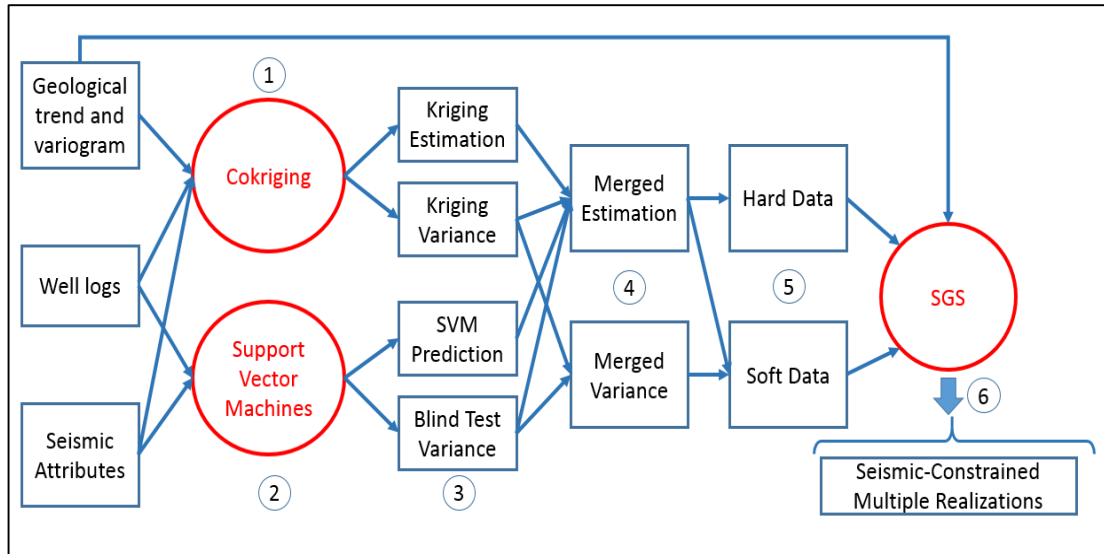 Geological
trend and
variogram
Well logs
Seismic
Attributes
1
Cokriging
Support
Vector
Machines
2
Kriging
Estimation
Kriging
Variance
SVM
Prediction
Blind Test
Variance
3
Merged
Estimation
4
Merged
Variance
Hard Data
5
Soft Data
SGS
6
Seismic-Constrained
Multiple Realizations